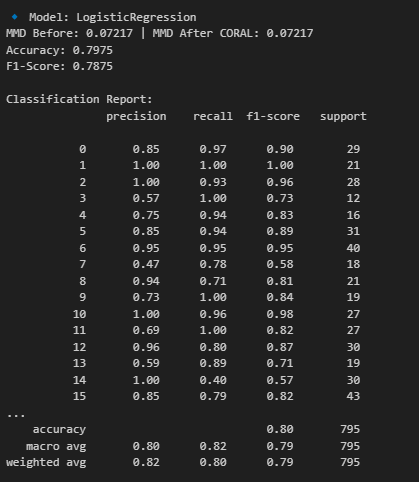 🔹 Model: LogisticRegression
MMD Before: 0.07217 | MMD After CORAL: 0.07217
Accuracy: 0.7975
F1-Score: 0.7875
Classification Report:
precision recall f1-score support
0 0.85 0.97 0.90 29
1 1.00 1.00 1.00 21
2 1.00 0.93 0.96 28
3 0.57 1.00 0.73 12
4 0.75 0.94 0.83 16
5 0.85 0.94 0.89 31
6 0.95 0.95 0.95 40
7 0.47 0.78 0.58 18
8 0.94 0.71 0.81 21
9 0.73 1.00 0.84 19
10 1.00 0.96 0.98 27
11 0.69 1.00 0.82 27
12 0.96 0.80 0.87 30
13 0.59 0.89 0.71 19
14 1.00 0.40 0.57 30
15 0.85 0.79 0.82 43
...
accuracy 0.80 795
macro avg 0.80 0.82 0.79 795
weighted avg 0.82 0.80 0.79 795